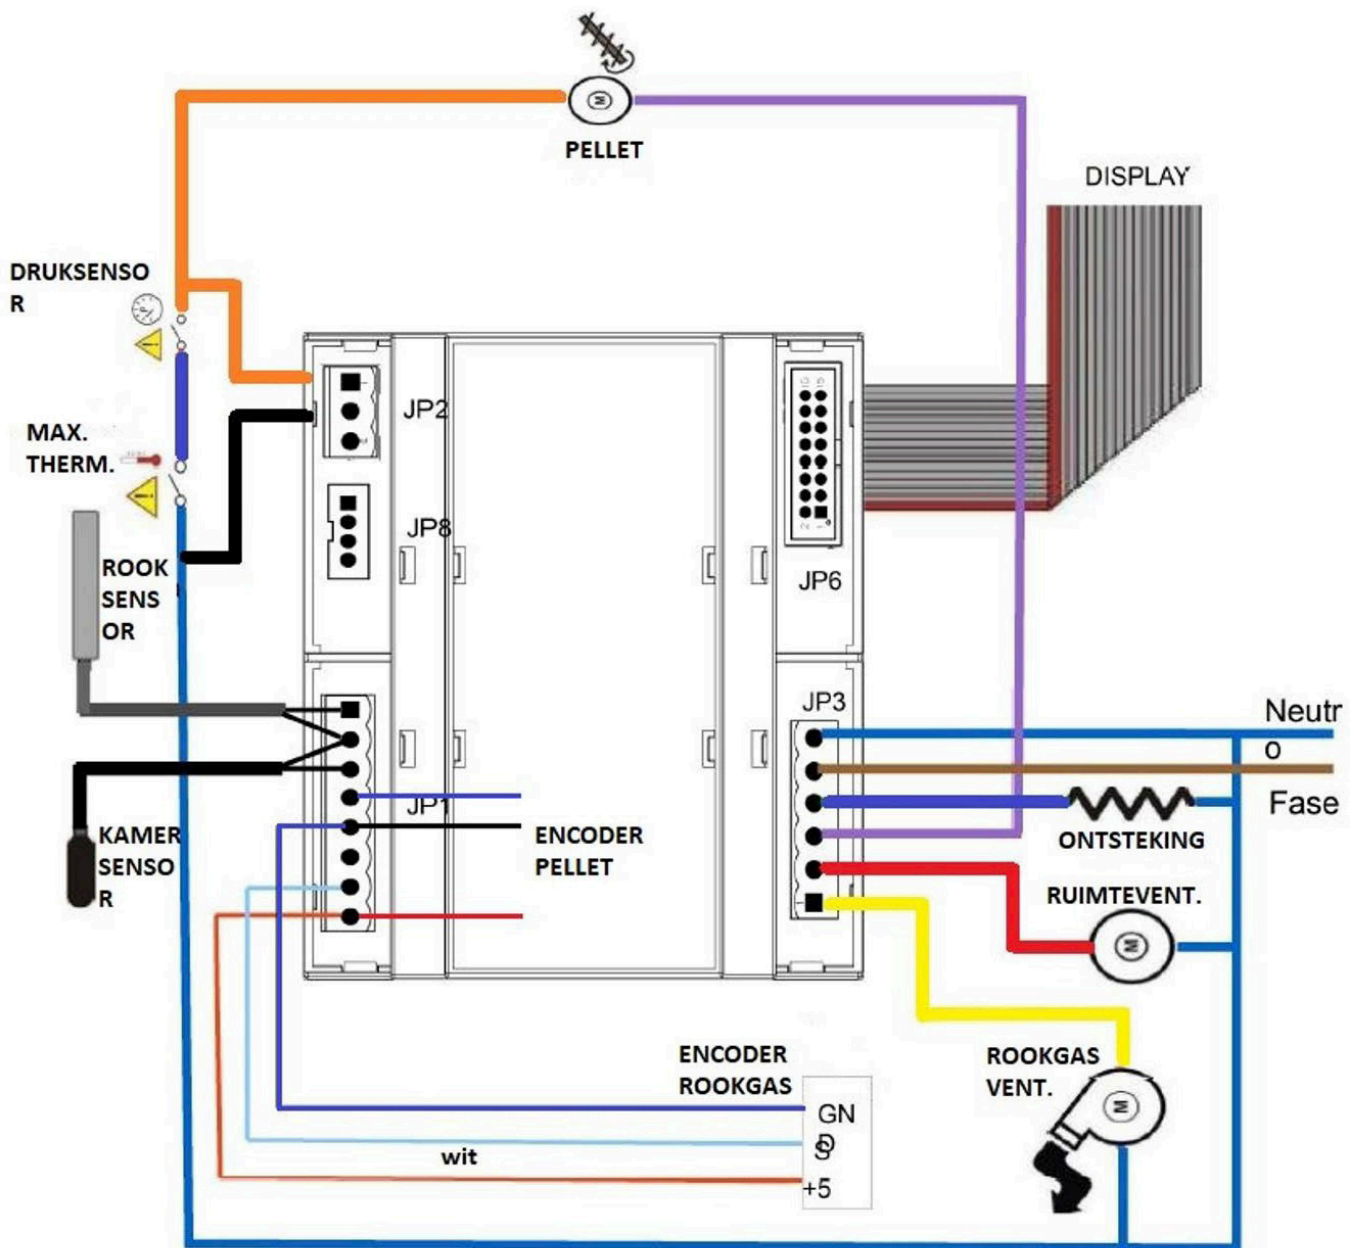 PELLET
DISPLAY
DRUKSENSO
R
MAX.
THERM.
JP2
JP8
JP6
ROOK
SENS
OR
JP3
Neutr
o
Fase
JP1
ENCODER
PELLET
KAMER
SENSO
R
ONTSTEKING
RUIMTEVENT.
ENCODER
ROOKGAS
ROOKGAS
VENT.
GN
D
S
+5
wit
M
M
M